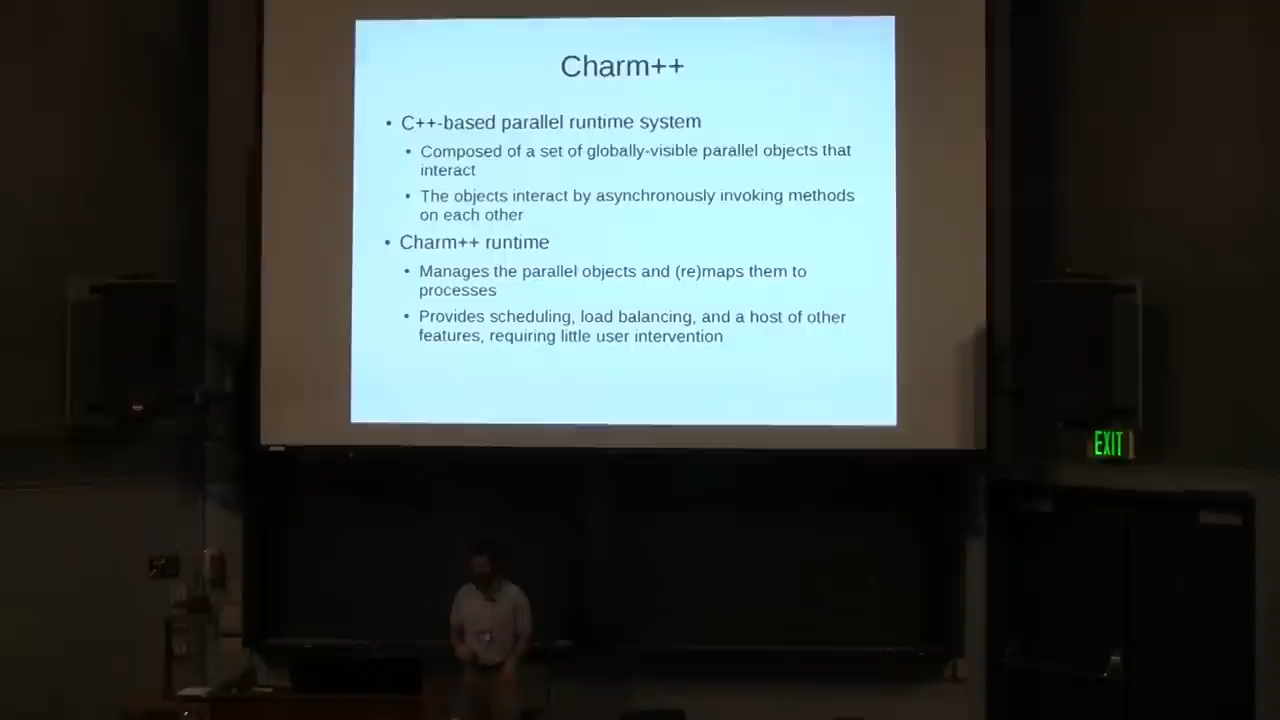 Charm++
• C++-based parallel runtime system
• Composed of a set of globally-visible parallel objects that
interact
• The objects interact by asynchronously invoking methods
on each other
• Charm++ runtime
• Manages the parallel objects and (re)maps them to
processes
• Provides scheduling, load balancing, and a host of other
features, requiring little user intervention
EXIT